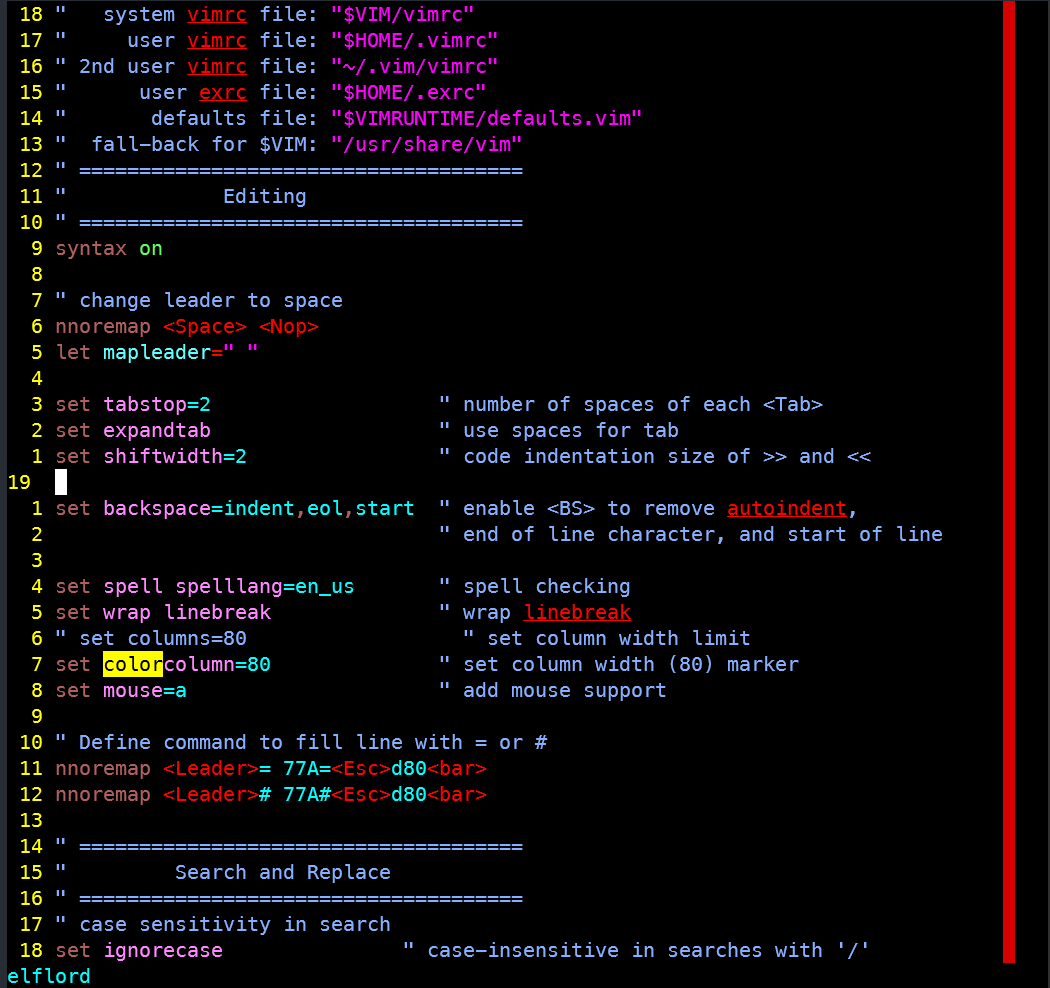 18 "   system vimrc file: "$VIM/vimrc"
17 "     user vimrc file: "$HOME/.vimrc"
16 " 2nd user vimrc file: "~/.vim/vimrc"
15 "      user exrc file: "$HOME/.exrc"
14 "       defaults file: "$VIMRUNTIME/defaults.vim"
13 "  fall-back for $VIM: "/usr/share/vim"
12 " =====================================
11 "             Editing
10 " =====================================
 9 syntax on
 8
 7 " change leader to space
 6 nnoremap <Space> <Nop>
 5 let mapleader=" "
 4
 3 set tabstop=2                   " number of spaces of each <Tab>
 2 set expandtab                   " use spaces for tab
 1 set shiftwidth=2                " code indentation size of >> and <<
19
 1 set backspace=indent,eol,start  " enable <BS> to remove autoindent,
 2                                 " end of line character, and start of line
 3
 4 set spell spelllang=en_us       " spell checking
 5 set wrap linebreak              " wrap linebreak
 6 " set columns=80                  " set column width limit
 7 set colorcolumn=80              " set column width (80) marker
 8 set mouse=a                     " add mouse support
 9
10 " Define command to fill line with = or #
11 nnoremap <Leader>= 77A=<Esc>d80<bar>
12 nnoremap <Leader># 77A#<Esc>d80<bar>
13
14 " =====================================
15 "         Search and Replace
16 " =====================================
17 " case sensitivity in search
18 set ignorecase               " case-insensitive in searches with '/'
elflord